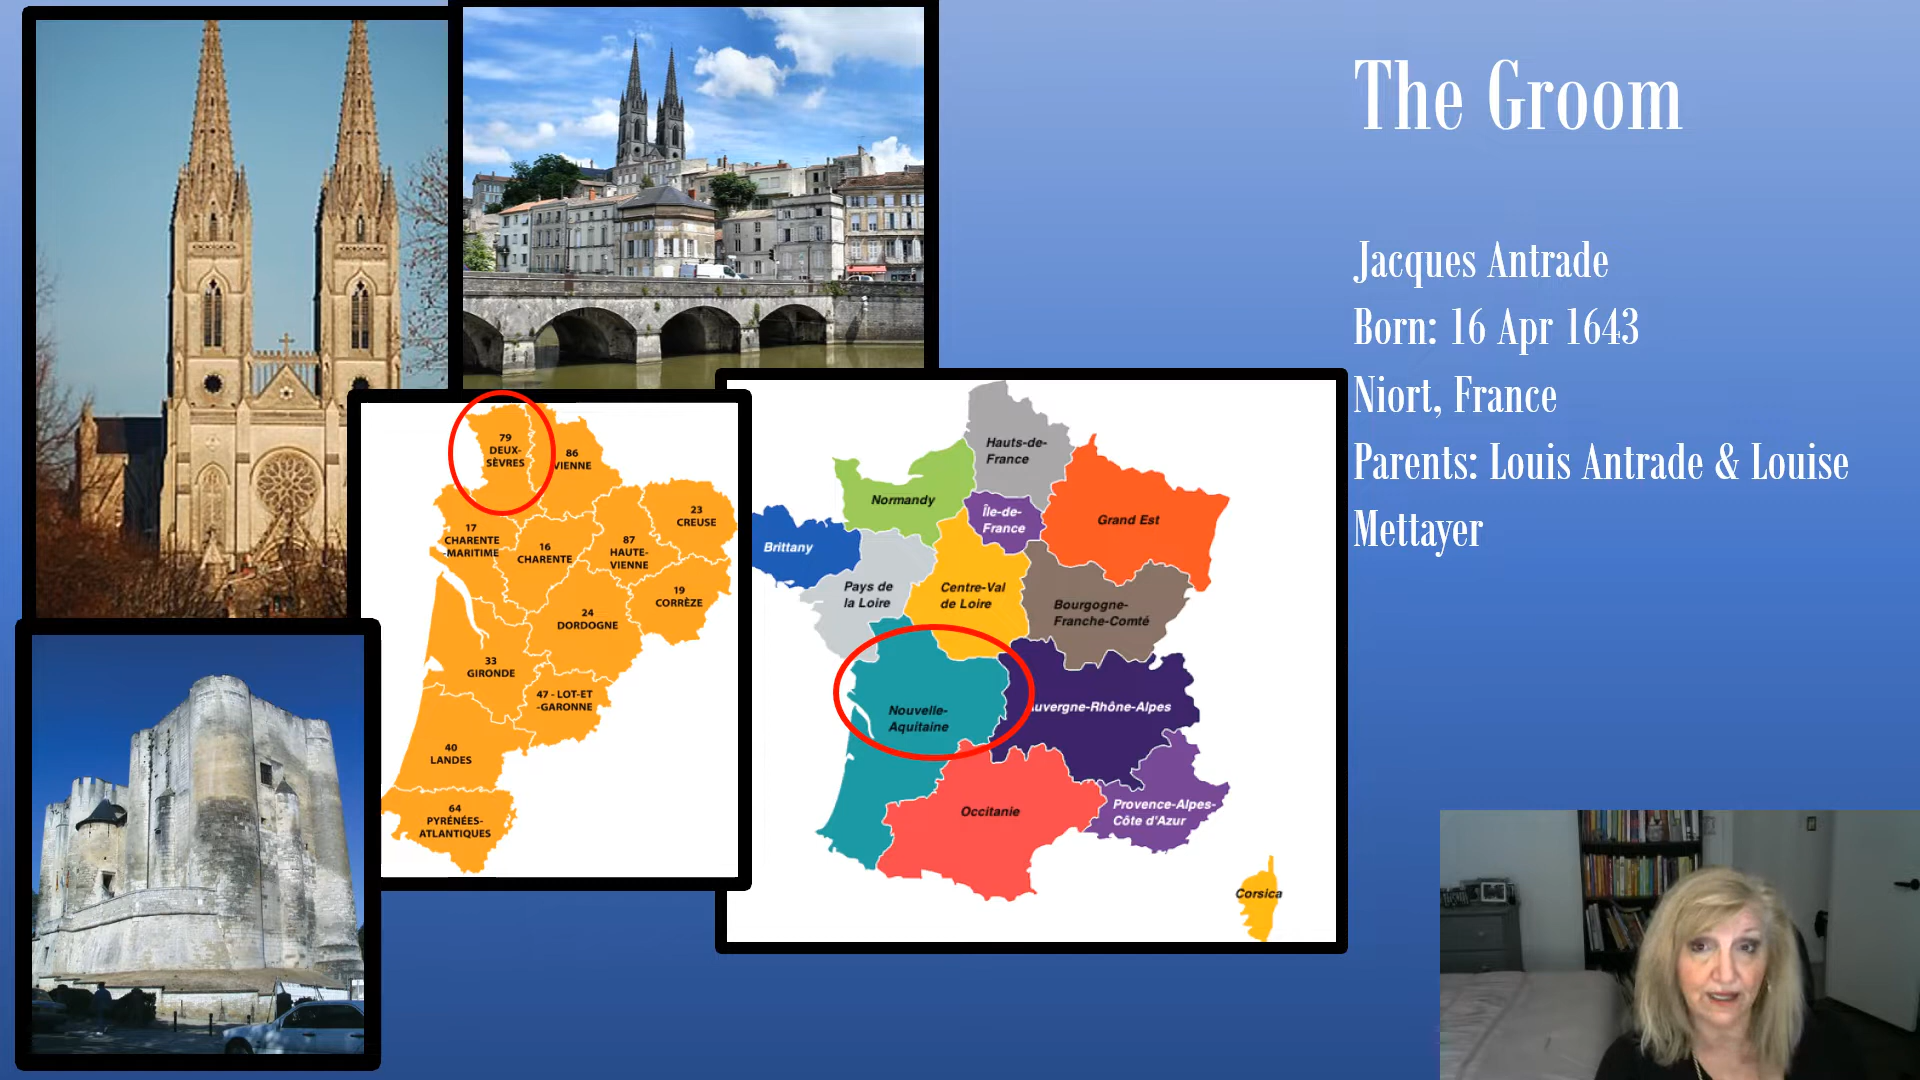 The Groom
Jacques Antrade
Born: 16 Apr 1643
Niort, France
Parents: Louis Antrade & Louise
Mettayer
79
DEUX-
SÈVRES
86
VIENNE
17
CHARENTE
-MARITIME
16
CHARENTE
87
HAUTE-
VIENNE
23
CREUSE
19
CORRÈZE
24
DORDOGNE
33
GIRONDE
47 - LOT-ET
-GARONNE
40
LANDES
64
PYRÉNÉES-
ATLANTIQUES
Hauts-de-
France
Normandy
Île-de-
France
Grand Est
Brittany
Pays de
la Loire
Centre-Val
de Loire
Bourgogne-
Franche-Comté
Nouvelle-
Aquitaine
uvergne-Rhône-Alpes
Occitanie
Provence-Alpes-
Côte d'Azur
Corsica